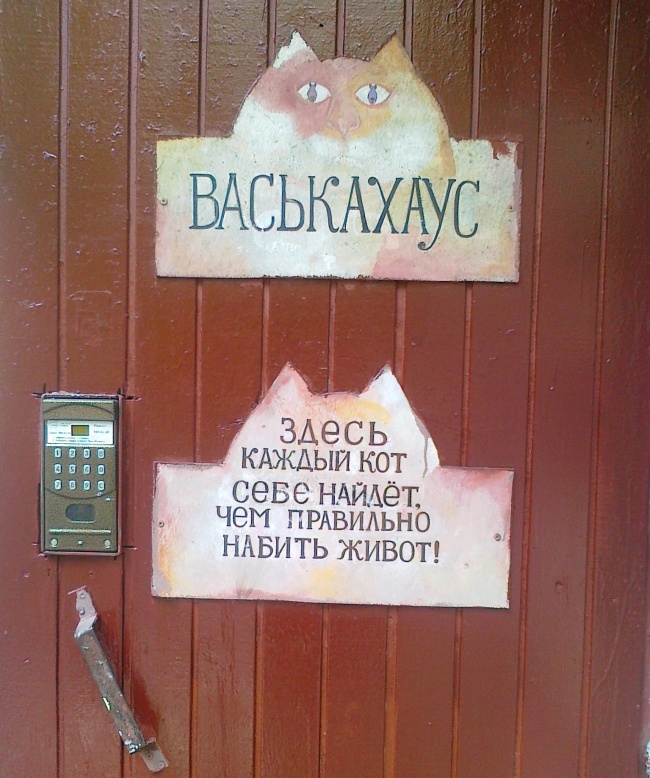 ВАСЬКАХАУС
ЗДЕСЬ
КАЖДЫЙ КОТ
СЕБЕ НАЙДЁТ,
ЧЕМ ПРАВИЛЬНО
НАБИТЬ ЖИВОТ!